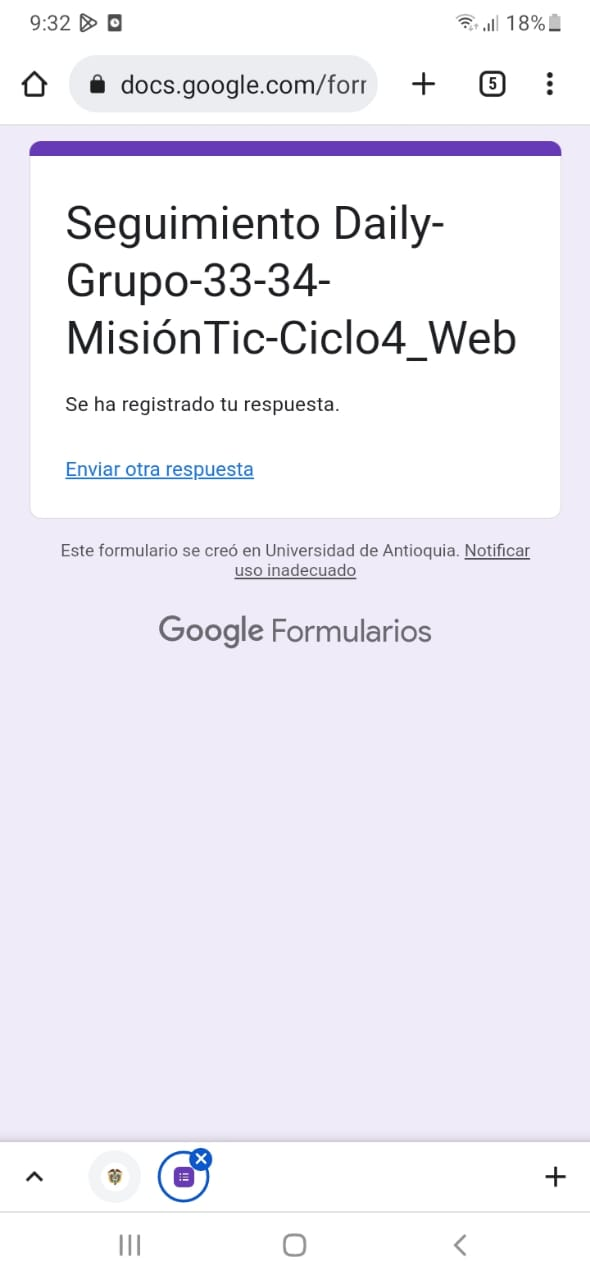 9:32 18%
docs.google.com/forr
5
Seguimiento Daily-
Grupo-33-34-
MisiónTic-Ciclo4_Web
Se ha registrado tu respuesta.
Enviar otra respuesta
Este formulario se creó en Universidad de Antioquia. Notificar
uso inadecuado
Google Formularios